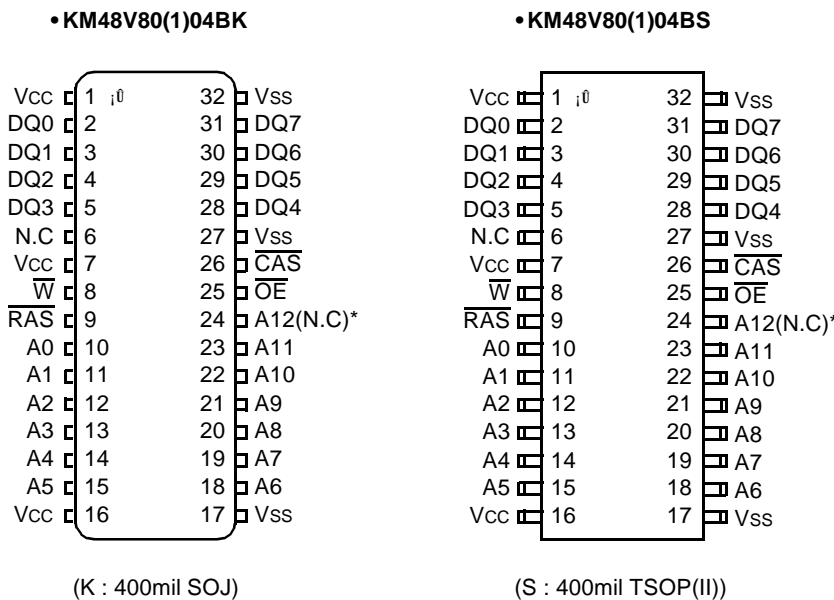 •KM48V80(1)04BK
VCC 1 ¡Û 32 VSS
DQ0 2 31 DQ7
DQ1 3 30 DQ6
DQ2 4 29 DQ5
DQ3 5 28 DQ4
N.C 6 27 VSS
VCC 7 26 CAS
W 8 25 OE
RAS 9 24 A12(N.C)*
A0 10 23 A11
A1 11 22 A10
A2 12 21 A9
A3 13 20 A8
A4 14 19 A7
A5 15 18 A6
VCC 16 17 VSS
(K : 400mil SOJ)
•KM48V80(1)04BS
VCC 1 ¡Û 32 VSS
DQ0 2 31 DQ7
DQ1 3 30 DQ6
DQ2 4 29 DQ5
DQ3 5 28 DQ4
N.C 6 27 VSS
VCC 7 26 CAS
W 8 25 OE
RAS 9 24 A12(N.C)*
A0 10 23 A11
A1 11 22 A10
A2 12 21 A9
A3 13 20 A8
A4 14 19 A7
A5 15 18 A6
VCC 16 17 VSS
(S : 400mil TSOP(II))